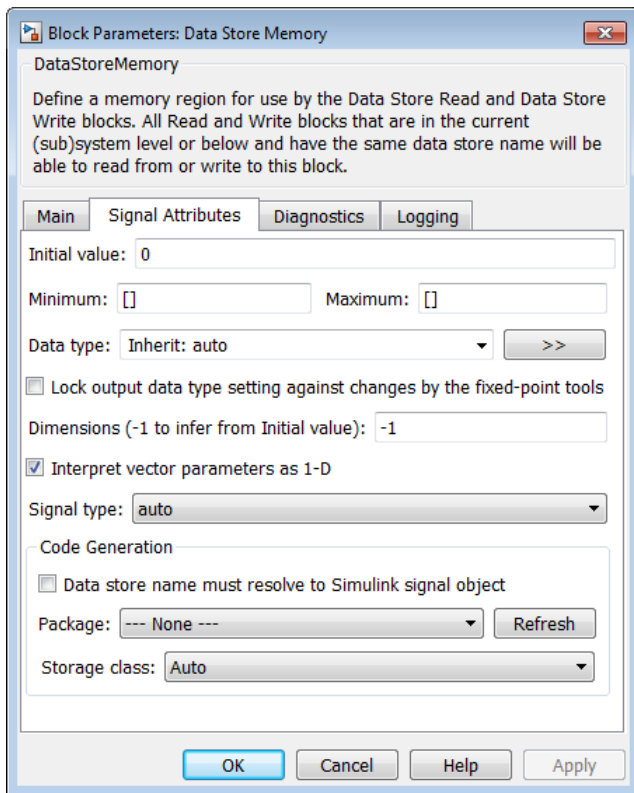 Block Parameters: Data Store Memory
DataStoreMemory
Define a memory region for use by the Data Store Read and Data Store
Write blocks. All Read and Write blocks that are in the current
(sub)system level or below and have the same data store name will be
able to read from or write to this block.
Main Signal Attributes Diagnostics Logging
Initial value: 0
Minimum: [] Maximum: []
Data type: Inherit: auto >>
Lock output data type setting against changes by the fixed-point tools
Dimensions (-1 to infer from Initial value): -1
Interpret vector parameters as 1-D
Signal type: auto
Code Generation
Data store name must resolve to Simulink signal object
Package: --- None --- Refresh
Storage class: Auto
OK Cancel Help Apply